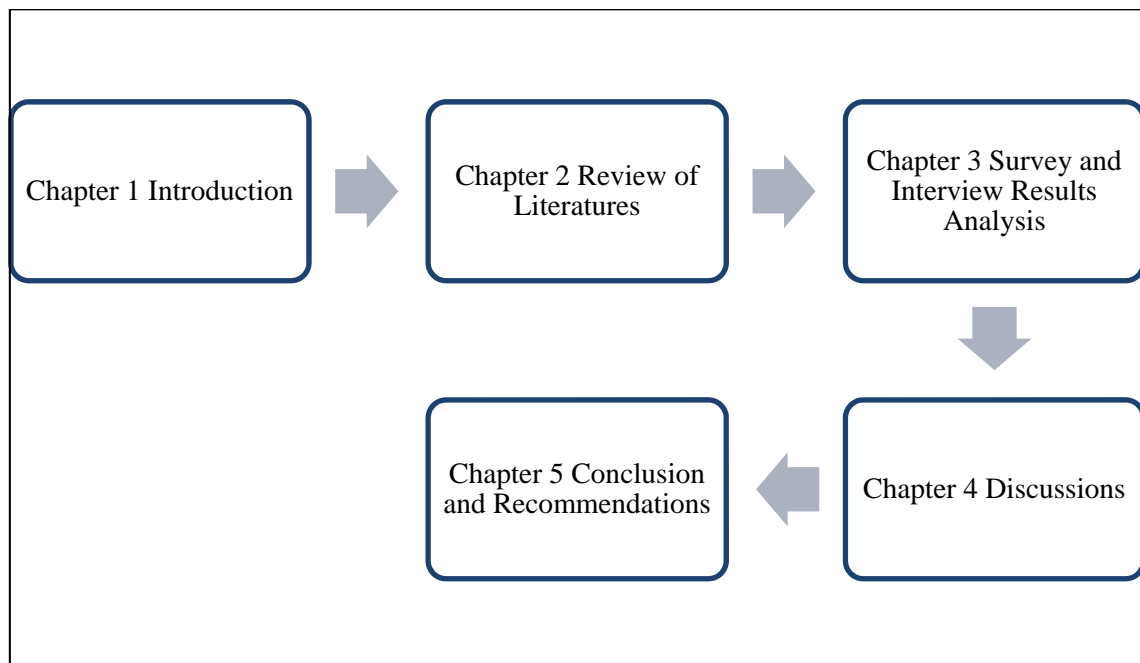 Chapter 1 Introduction
Chapter 2 Review of
Literatures
Chapter 3 Survey and
Interview Results
Analysis
Chapter 4 Discussions
Chapter 5 Conclusion
and Recommendations